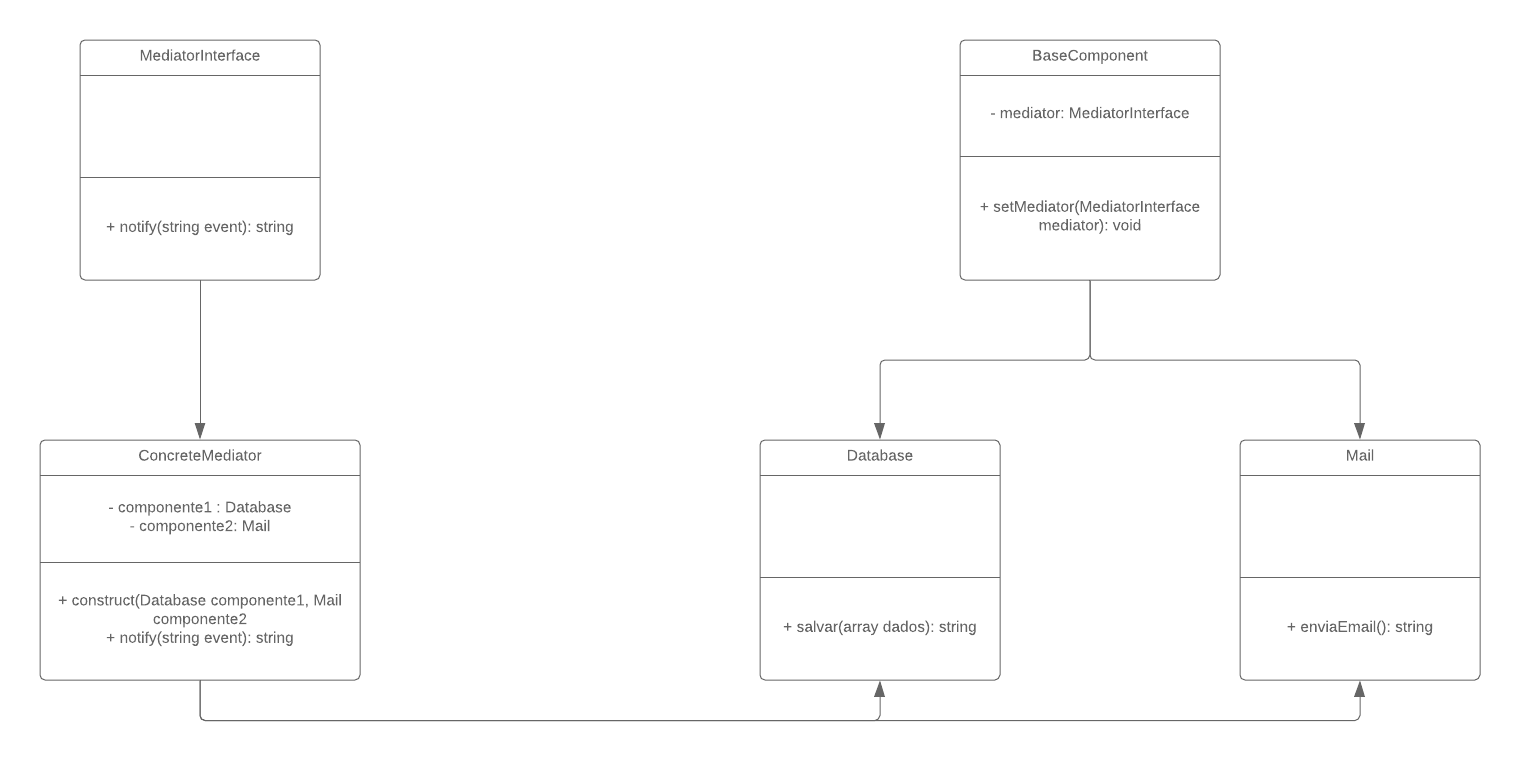 MediatorInterface
+ notify(string event): string
BaseComponent
- mediator: MediatorInterface
+ setMediator(MediatorInterface
mediator): void
ConcreteMediator
- componente1 : Database
- componente2: Mail
+ construct(Database componente1, Mail
componente2
+ notify(string event): string
Database
+ salvar(array dados): string
Mail
+ enviaEmail(): string